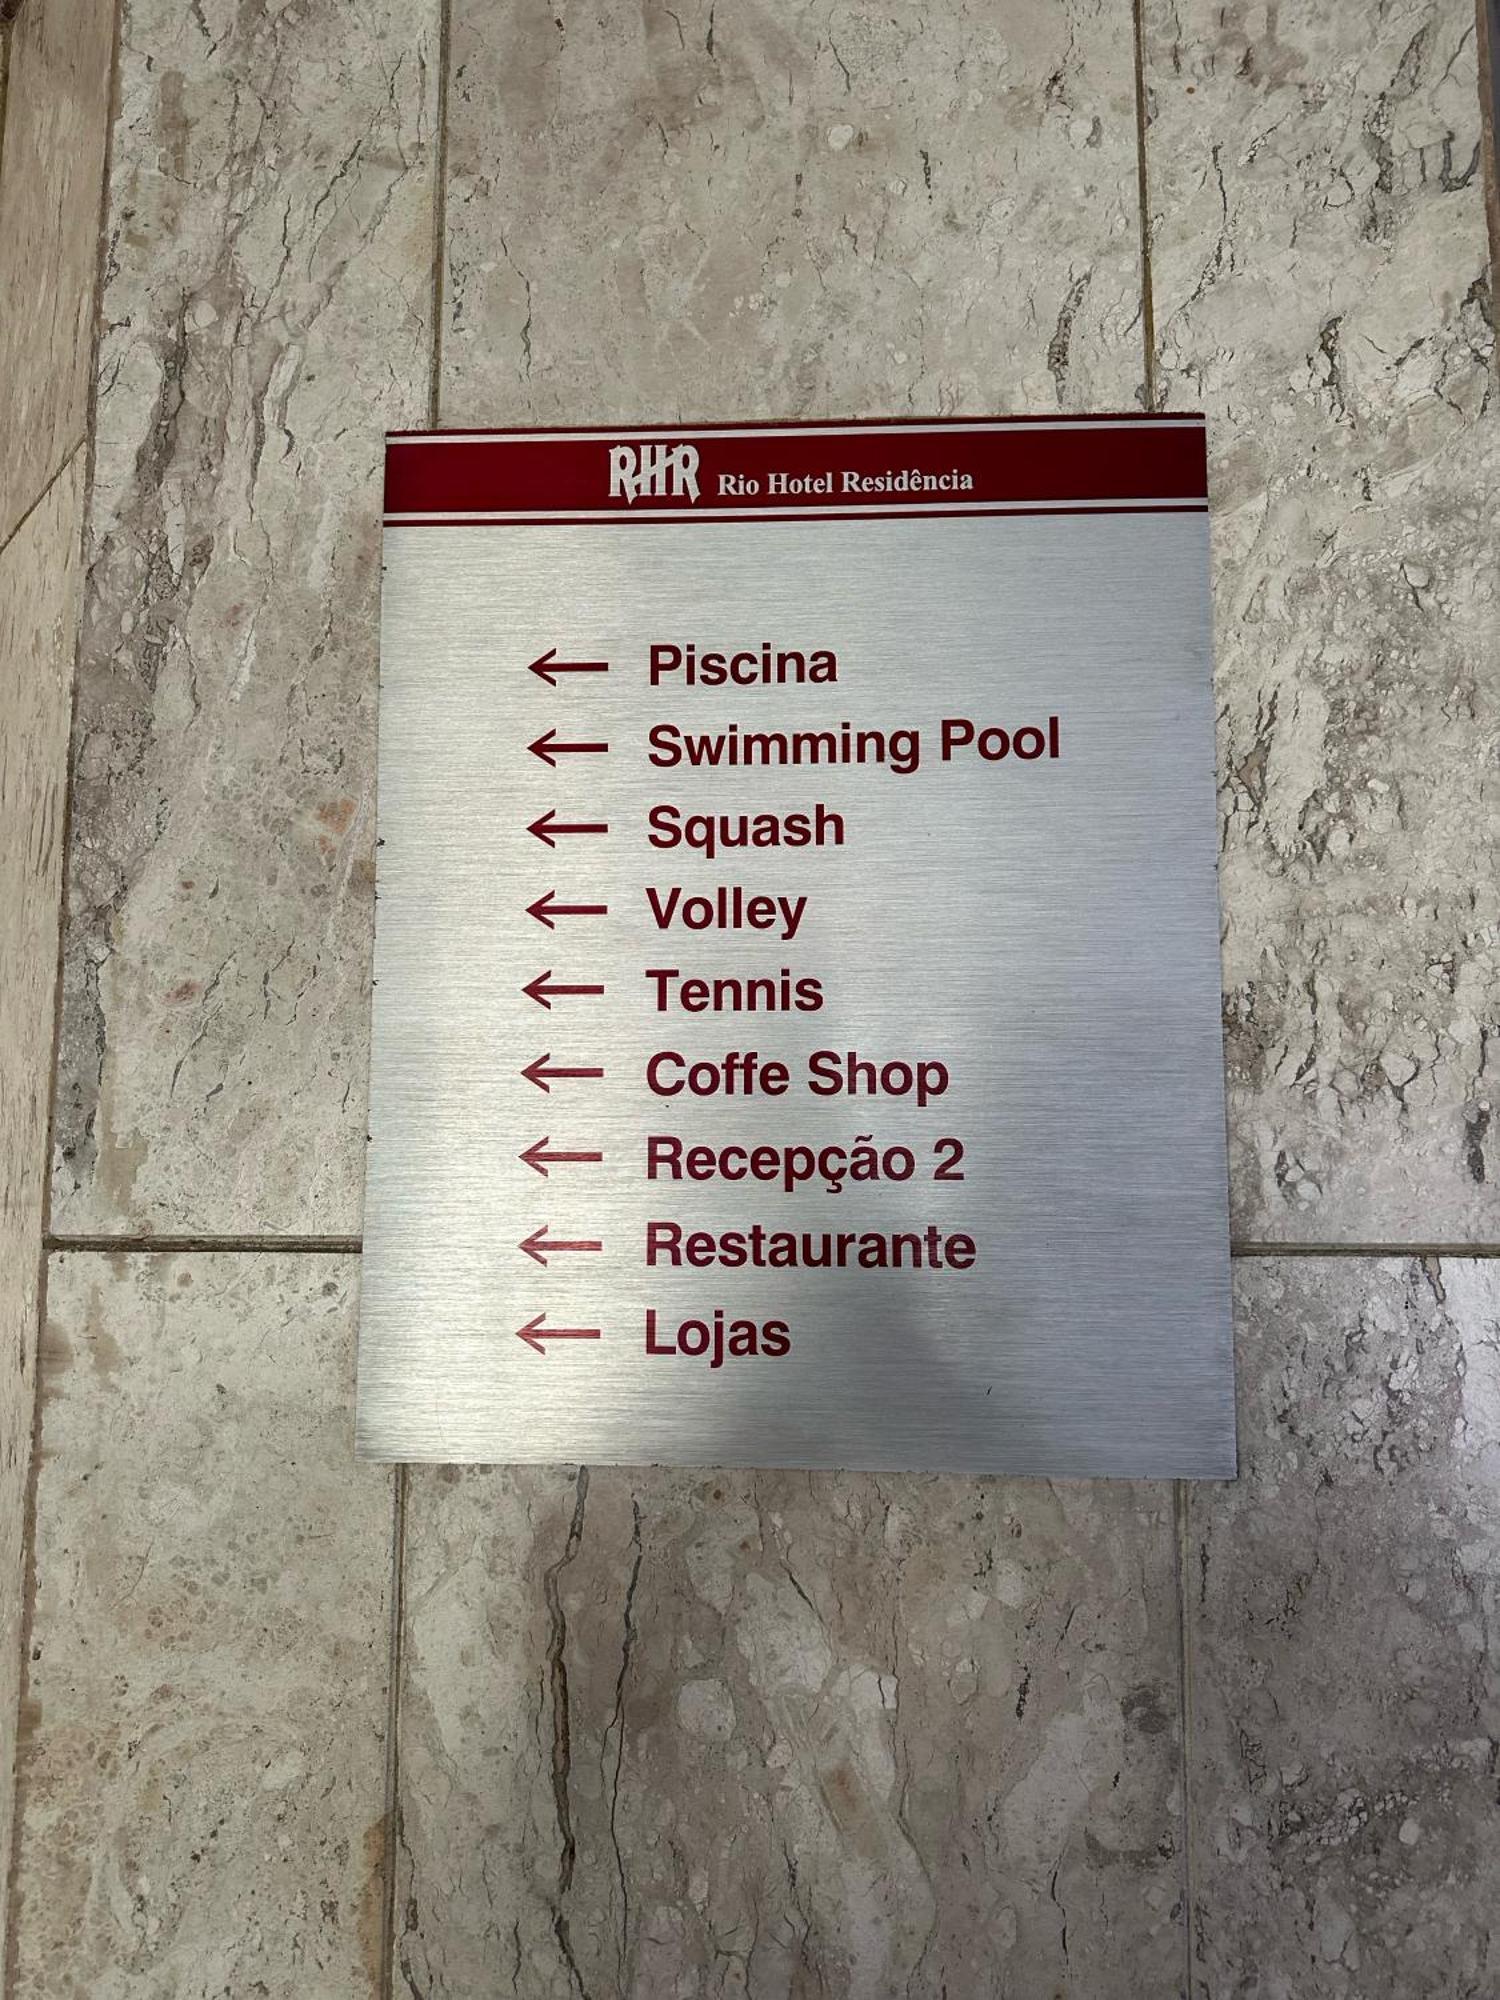 RHR Rio Hotel Residência
← Piscina
← Swimming Pool
← Squash
← Volley
← Tennis
← Coffe Shop
← Recepção 2
← Restaurante
← Lojas